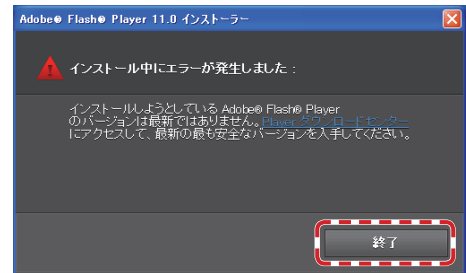 Adobe® Flash® Player 11.0 インストーラー
インストール中にエラーが発生しました：
インストールしようとしている Adobe® Flash® Player
のバージョンは最新ではありません。Player ダウンロードセンター
にアクセスして、最新の最も安全なバージョンを入手してください。
終了